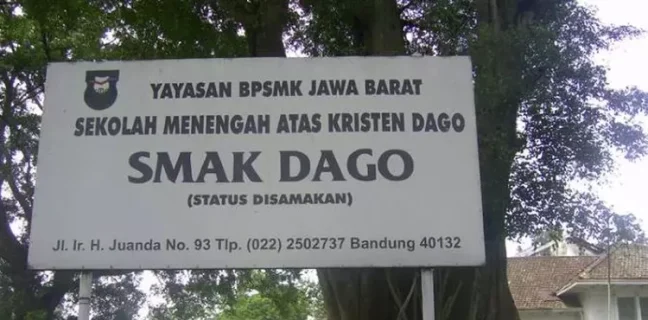 YAYASAN BPSMK JAWA BARAT
SEKOLAH MENENGAH ATAS KRISTEN DAGO
SMAK DAGO
(STATUS DISAMAKAN)
Jl. Ir. H. Juanda No. 93 Tlp. (022) 2502737 Bandung 40132